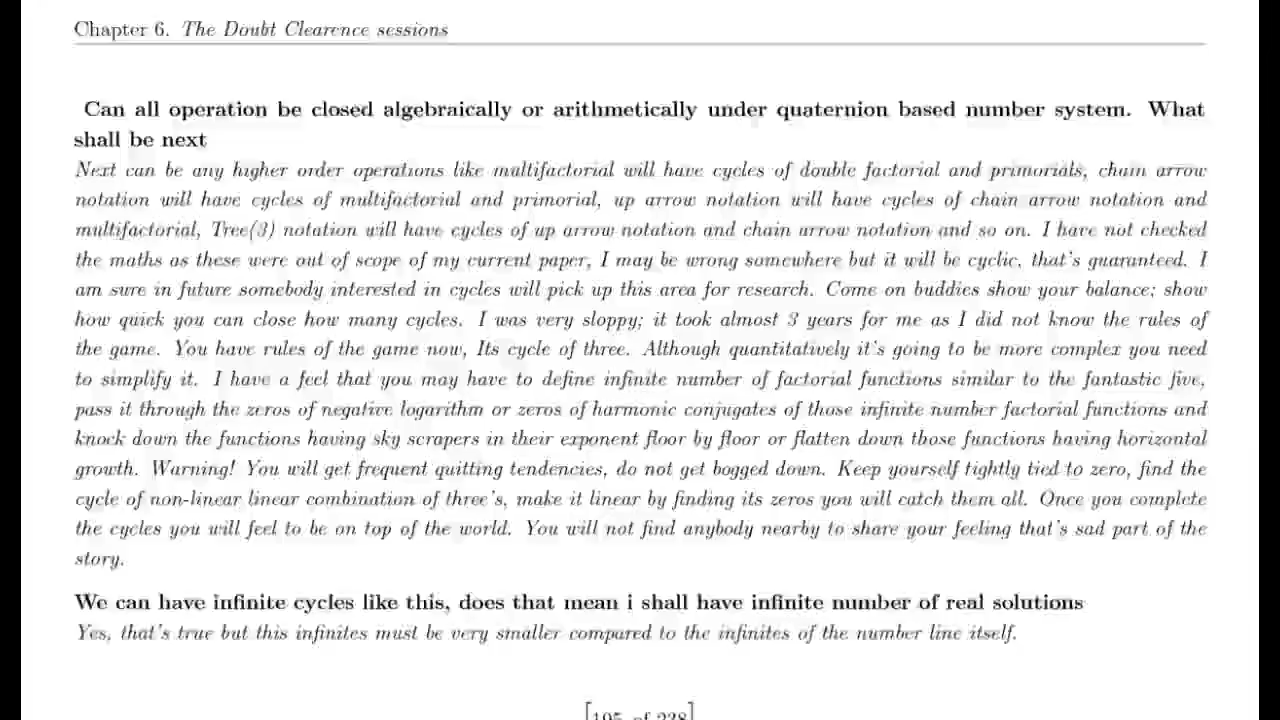 Chapter 6. The Doubt Clearence sessions
Can all operation be closed algebraically or arithmetically under quaternion based number system. What
shall be next
Next can be any higher order operations like multifactorial will have cycles of double factorial and primorials, chain arrow
notation will have cycles of multifactorial and primorial, up arrow notation will have cycles of chain arrow notation and
multifactorial, Tree(3) notation will have cycles of up arrow notation and chain arrow notation and so on. I have not checked
the maths as these were out of scope of my current paper, I may be wrong somewhere but it will be cyclic, that's guaranteed. I
am sure in future somebody interested in cycles will pick up this area for research. Come on buddies show your balance; show
how quick you can close how many cycles. I was very sloppy; it took almost 3 years for me as I did not know the rules of
the game. You have rules of the game now, Its cycle of three. Although quantitatively it's going to be more complex you need
to simplify it. I have a feel that you may have to define infinite number of factorial functions similar to the fantastic five,
pass it through the zeros of negative logarithm or zeros of harmonic conjugates of those infinite number factorial functions and
knock down the functions having sky scrapers in their exponent floor by floor or flatten down those functions having horizontal
growth. Warning! You will get frequent quitting tendencies, do not get bogged down. Keep yourself tightly tied to zero, find the
cycle of non-linear linear combination of three's, make it linear by finding its zeros you will catch them all. Once you complete
the cycles you will feel to be on top of the world. You will not find anybody nearby to share your feeling that's sad part of the
story.
We can have infinite cycles like this, does that mean i shall have infinite number of real solutions
Yes, that's true but this infinites must be very smaller compared to the infinites of the number line itself.
[195 of 228]